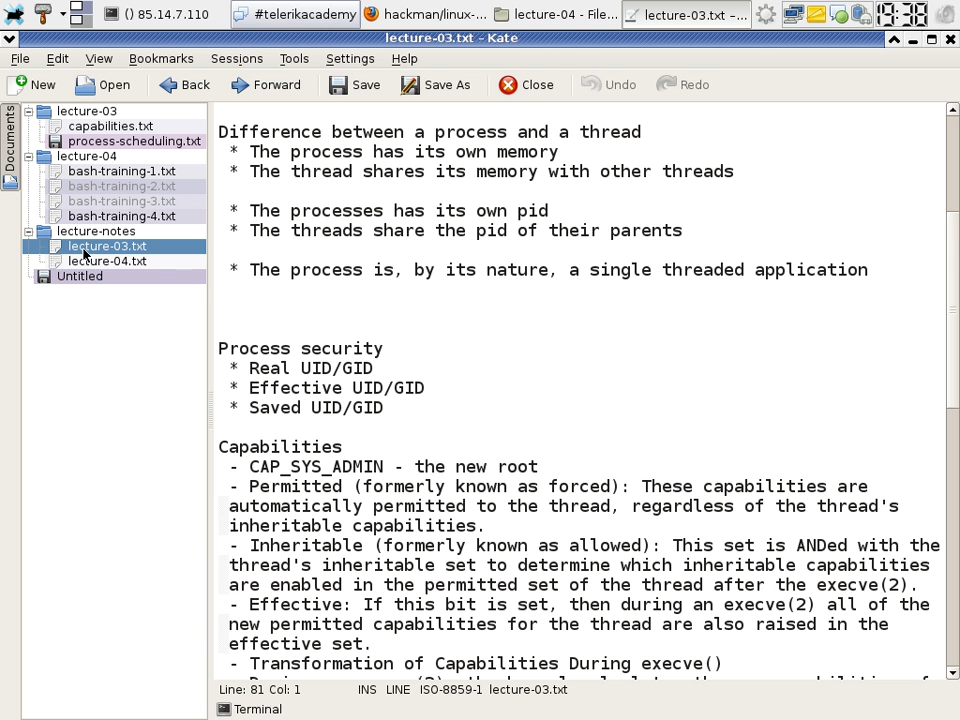 () 85.14.7.110
#telerikacademy
hackman/linux-...
lecture-04 - File...
lecture-03.txt –...
19:38
lecture-03.txt – Kate
File Edit View Bookmarks Sessions Tools Settings Help
New Open Back Forward Save Save As Close Undo Redo
Documents
lecture-03
capabilities.txt
process-scheduling.txt
lecture-04
bash-training-1.txt
bash-training-2.txt
bash-training-3.txt
bash-training-4.txt
lecture-notes
lecture-03.txt
lecture-04.txt
Untitled
Difference between a process and a thread
* The process has its own memory
* The thread shares its memory with other threads
* The processes has its own pid
* The threads share the pid of their parents
* The process is, by its nature, a single threaded application
Process security
* Real UID/GID
* Effective UID/GID
* Saved UID/GID
Capabilities
- CAP_SYS_ADMIN - the new root
- Permitted (formerly known as forced): These capabilities are
automatically permitted to the thread, regardless of the thread's
inheritable capabilities.
- Inheritable (formerly known as allowed): This set is ANDed with the
thread's inheritable set to determine which inheritable capabilities
are enabled in the permitted set of the thread after the execve(2).
- Effective: If this bit is set, then during an execve(2) all of the
new permitted capabilities for the thread are also raised in the
effective set.
- Transformation of Capabilities During execve()
Line: 81 Col: 1 INS LINE ISO-8859-1 lecture-03.txt
Terminal